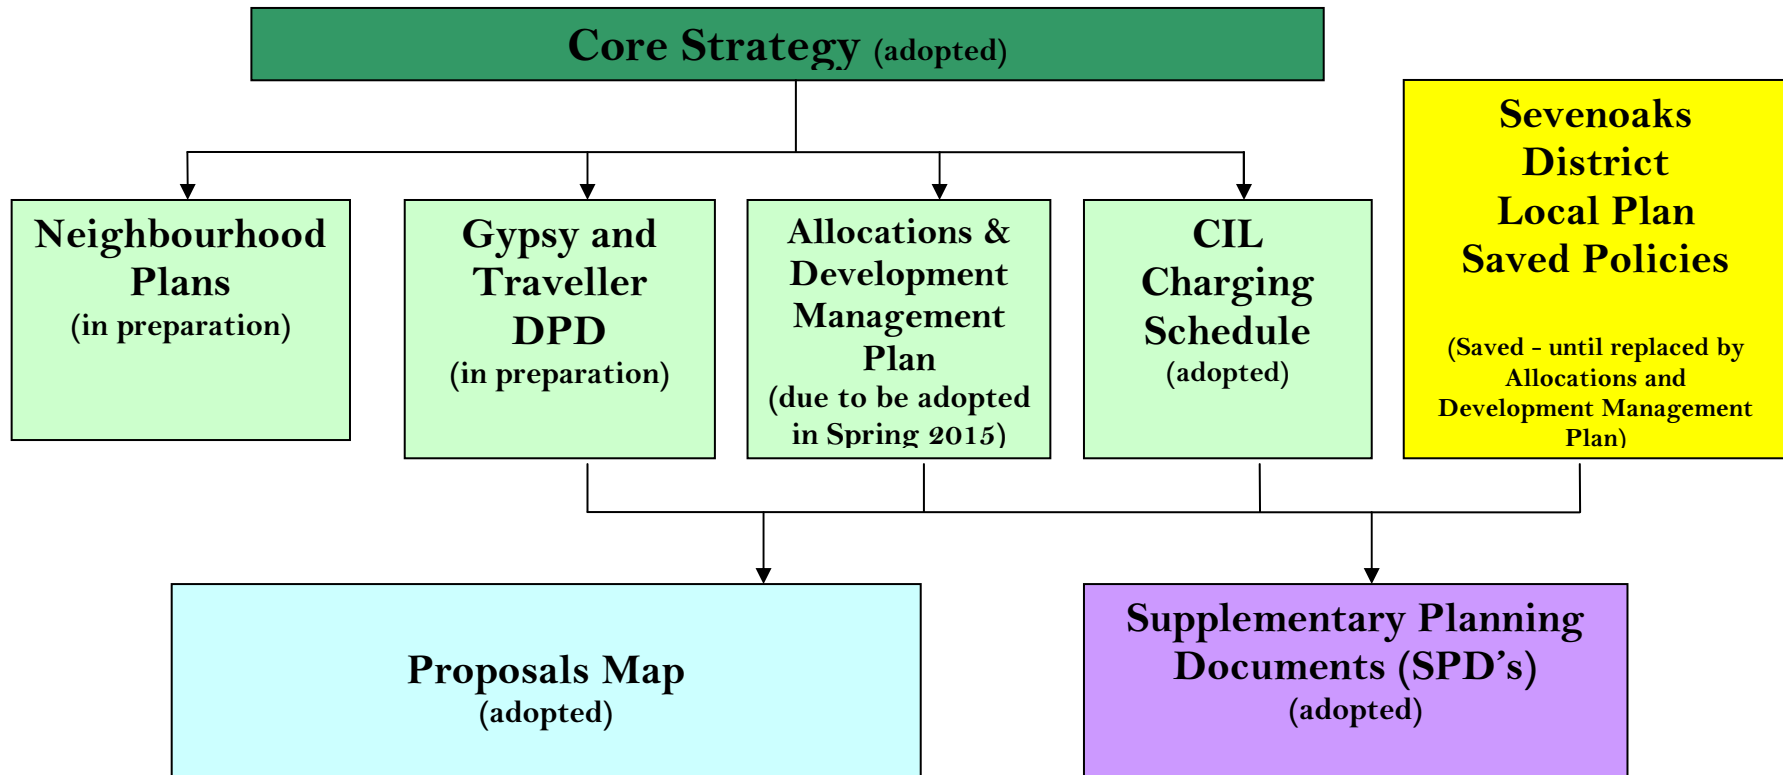 Core Strategy (adopted)
Neighbourhood
Plans
(in preparation)
Gypsy and
Traveller
DPD
(in preparation)
Allocations &
Development
Management
Plan
(due to be adopted
in Spring 2015)
CIL
Charging
Schedule
(adopted)
Sevenoaks
District
Local Plan
Saved Policies
(Saved - until replaced by
Allocations and
Development Management
Plan)
Proposals Map
(adopted)
Supplementary Planning
Documents (SPD’s)
(adopted)